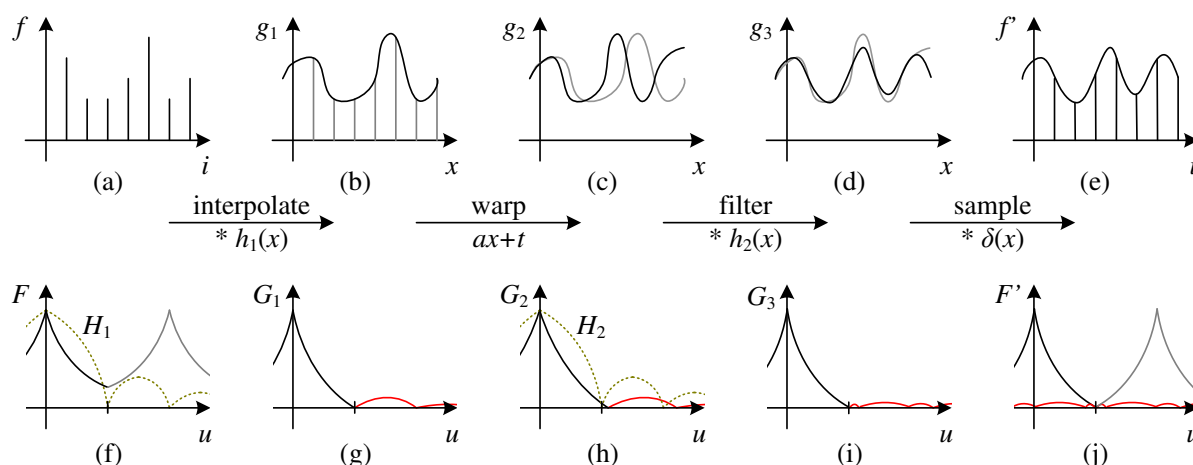 f g₁ g₂ g₃ f'
i x x x i
(a) (b) (c) (d) (e)
interpolate warp filter sample
* h₁(x) ax+t * h₂(x) * δ(x)
F H₁ G₁ G₂ H₂ G₃ F'
u u u u u
(f) (g) (h) (i) (j)